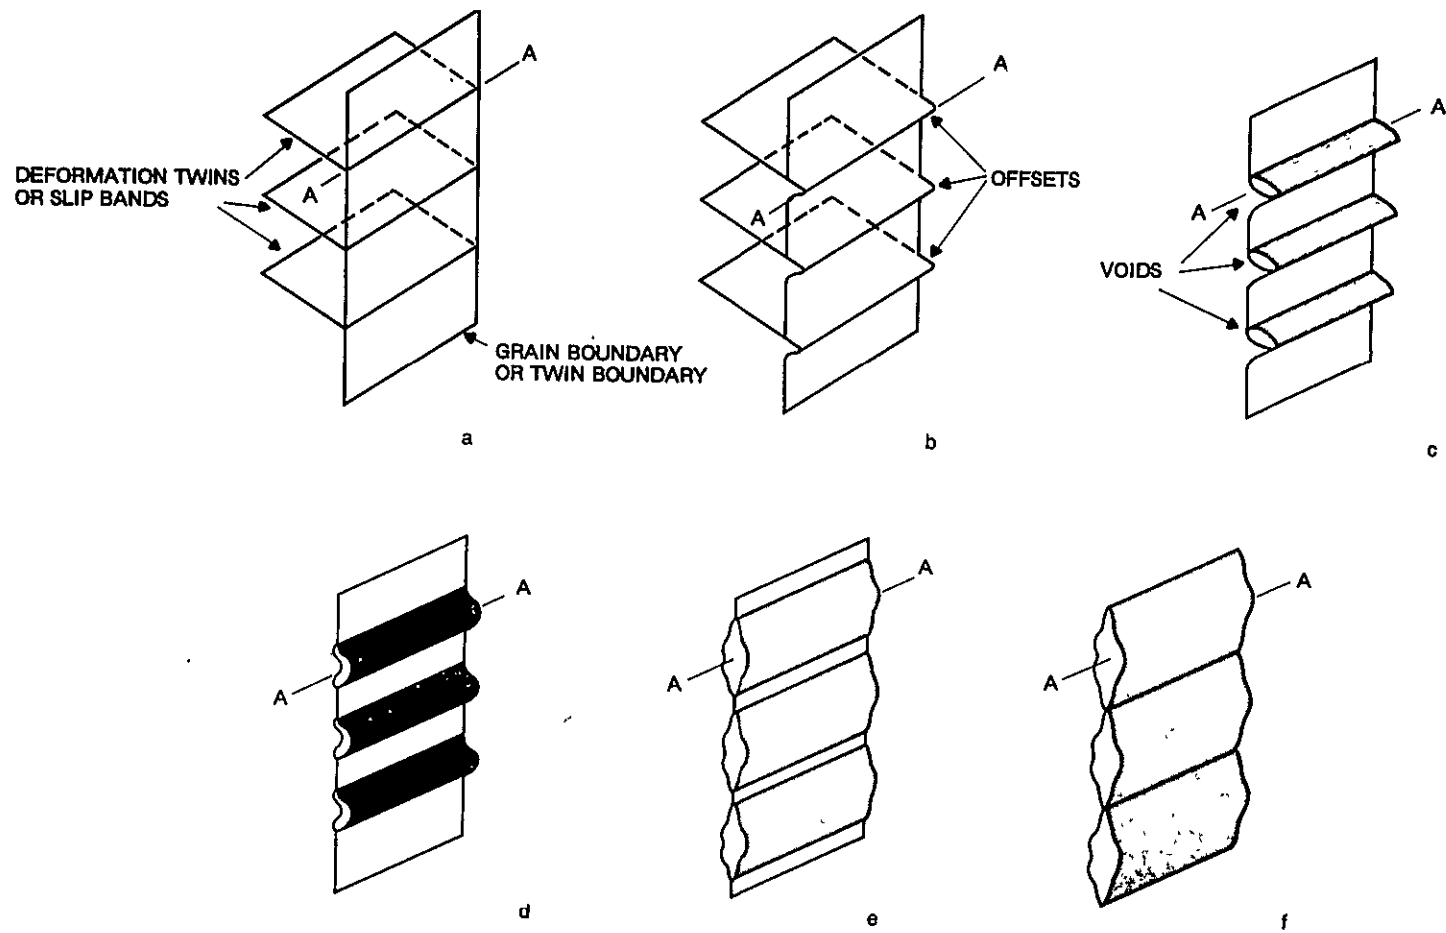 A
DEFORMATION TWINS
OR SLIP BANDS
A
GRAIN BOUNDARY
OR TWIN BOUNDARY
a
A
OFFSETS
A
b
A
A
VOIDS
c
A
A
d
A
A
e
A
A
f